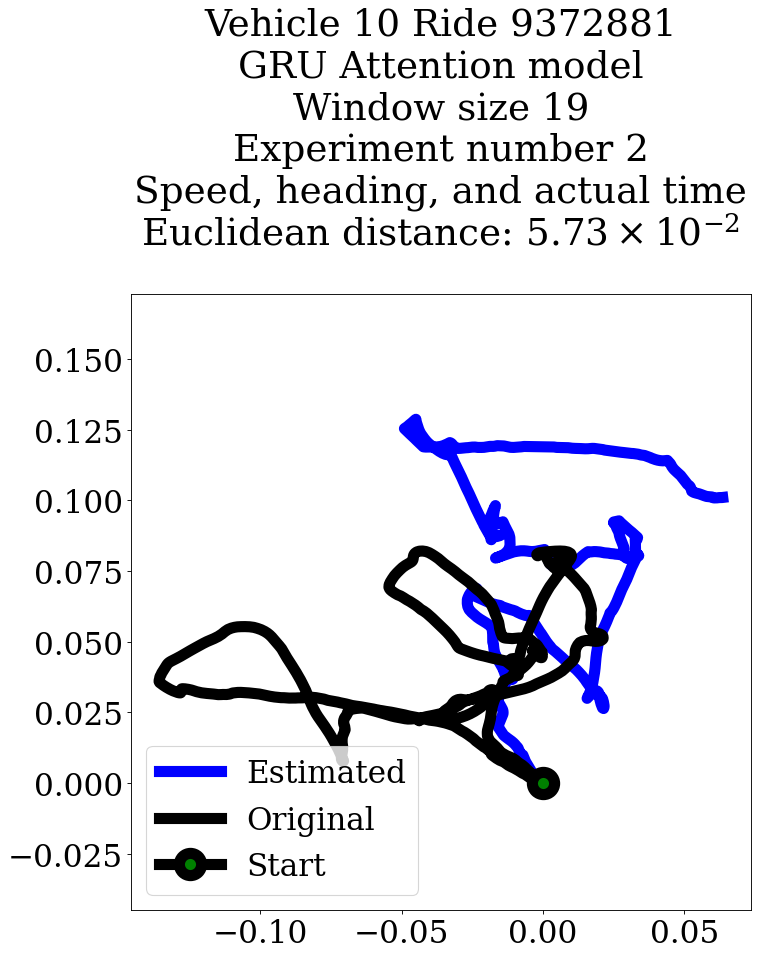 Vehicle 10 Ride 9372881
GRU Attention model
Window size 19
Experiment number 2
Speed, heading, and actual time
Euclidean distance: 5.73 × 10⁻²
0.150
0.125
0.100
0.075
0.050
0.025
0.000
−0.025
Estimated
Original
Start
−0.10
−0.05
0.00
0.05